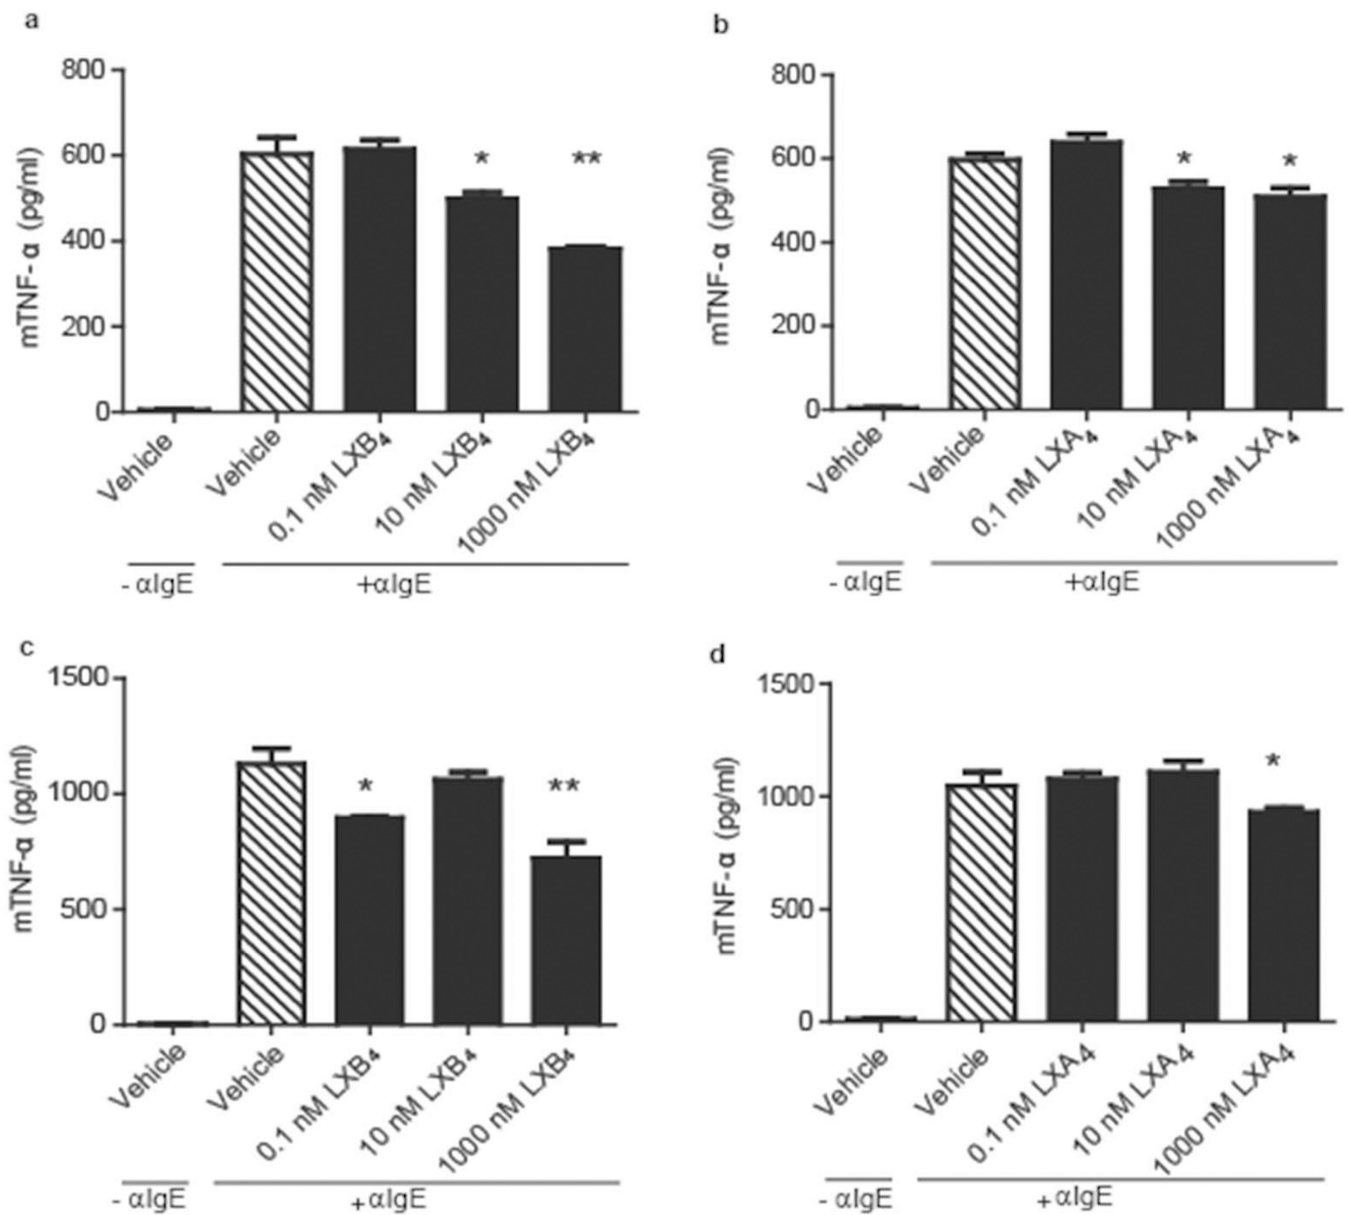 a
mTNF-α (pg/ml)
800
600
400
200
0
*
**
Vehicle
Vehicle
0.1 nM LXB₄
10 nM LXB₄
1000 nM LXB₄
- αIgE
+αIgE
b
mTNF-α (pg/ml)
800
600
400
200
0
*
*
Vehicle
Vehicle
0.1 nM LXA₄
10 nM LXA₄
1000 nM LXA₄
- αIgE
+αIgE
c
mTNF-α (pg/ml)
1500
1000
500
0
*
**
Vehicle
Vehicle
0.1 nM LXB₄
10 nM LXB₄
1000 nM LXB₄
- αIgE
+ αIgE
d
mTNF-α (pg/ml)
1500
1000
500
0
*
Vehicle
Vehicle
0.1 nM LXA₄
10 nM LXA₄
1000 nM LXA₄
- αIgE
+ αIgE